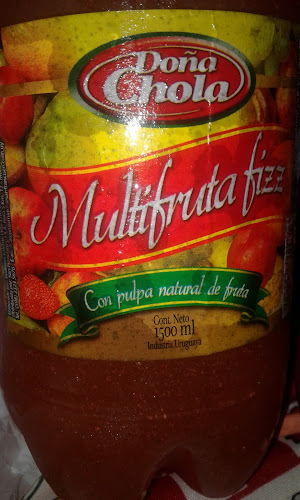 Doña
Chola
Multifruta fizz
Con pulpa natural de fruta
Cont. Neto
1500 ml
Industria Uruguaya